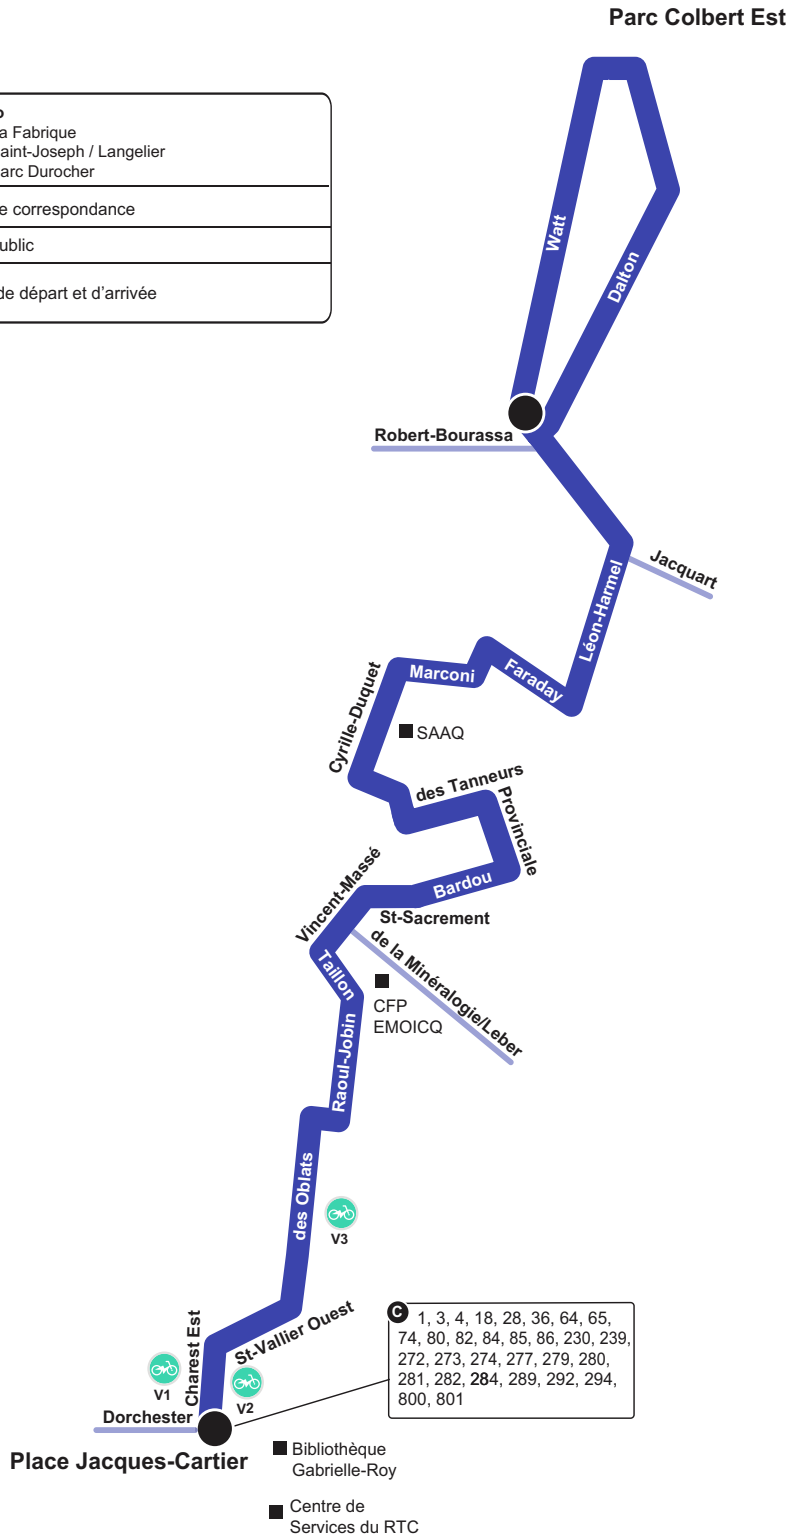 Parc Colbert Est
a Fabrique
aint-Joseph / Langelier
arc Durocher
e correspondance
ublic
de départ et d'arrivée
Watt
Dalton
Robert-Bourassa
Jacquart
Léon-Harmel
Faraday
Marconi
Cyrille-Duquet
SAAQ
des Tanneurs
Provinciale
Bardou
Vincent-Massé
St-Sacrement
de la Minéralogie/Leber
Taillon
CFP
EMOICQ
Raoul-Jobin
des Oblats
V3
St-Vallier Ouest
Charest Est
V1
V2
C 1, 3, 4, 18, 28, 36, 64, 65,
74, 80, 82, 84, 85, 86, 230, 239,
272, 273, 274, 277, 279, 280,
281, 282, 284, 289, 292, 294,
800, 801
Dorchester
Place Jacques-Cartier
Bibliothèque
Gabrielle-Roy
Centre de
Services du RTC